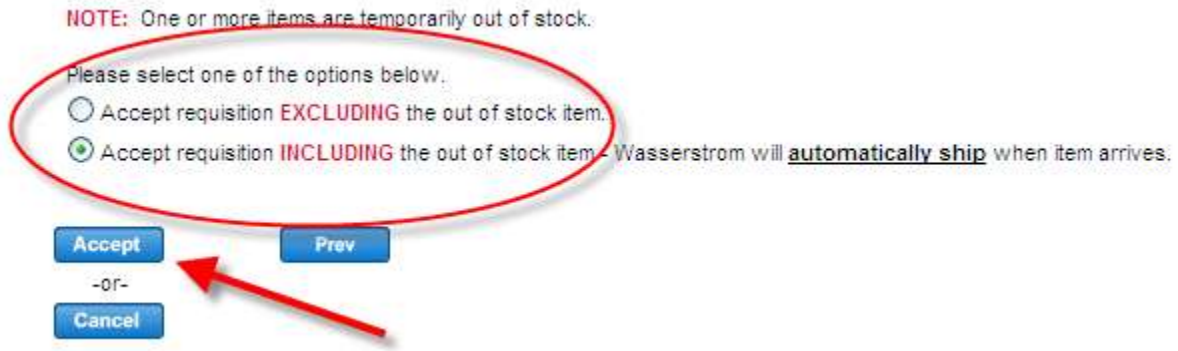 NOTE: One or more items are temporarily out of stock.
Please select one of the options below.
Accept requisition EXCLUDING the out of stock item.
Accept requisition INCLUDING the out of stock item - Wasserstrom will automatically ship when item arrives.
Accept Prev
-or-
Cancel